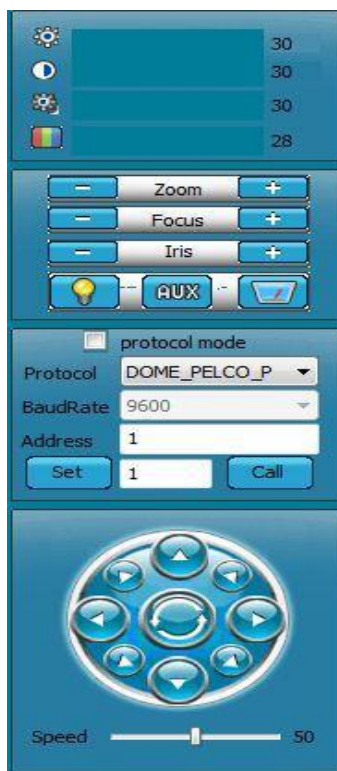 30
30
30
28
− Zoom +
− Focus +
− Iris +
AUX
protocol mode
Protocol DOME_PELCO_P
BaudRate 9600
Address 1
Set 1 Call
Speed 50